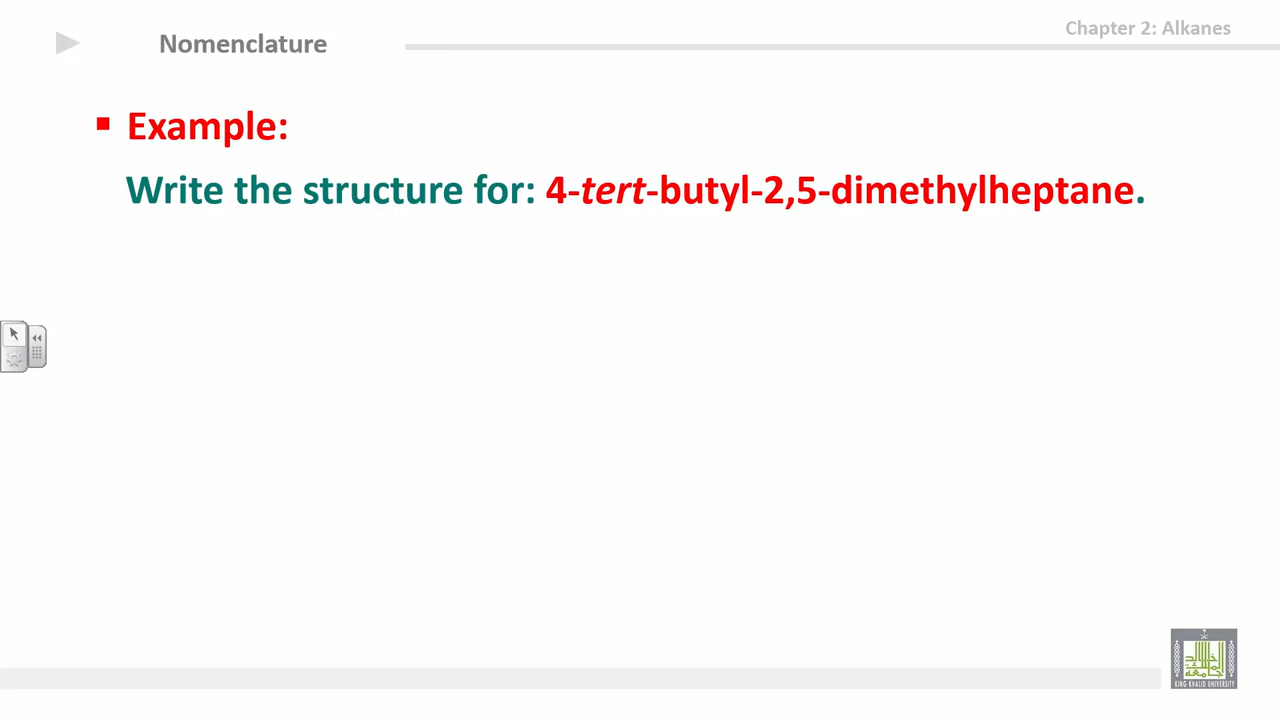 Nomenclature
Chapter 2: Alkanes
Example:
Write the structure for: 4-tert-butyl-2,5-dimethylheptane.
KING KHALID UNIVERSITY